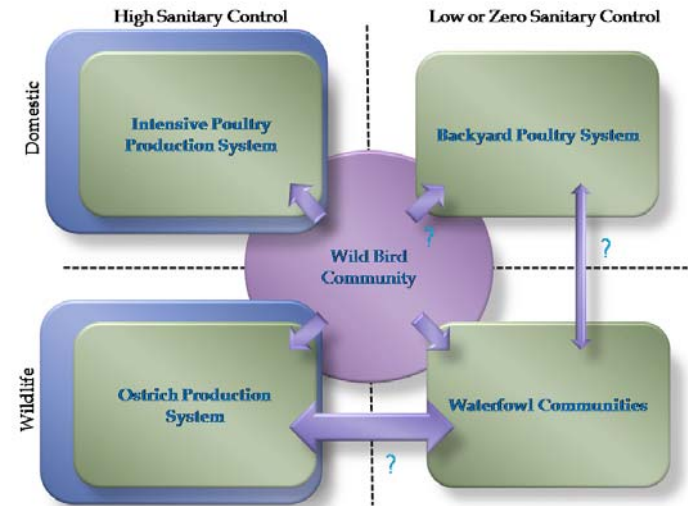 High Sanitary Control
Low or Zero Sanitary Control
Domestic
Intensive Poultry
Production System
Backyard Poultry System
?
?
Wild Bird
Community
Wildlife
Ostrich Production
System
Waterfowl Communities
?